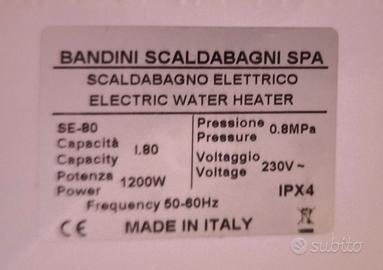 BANDINI SCALDABAGNI SPA
SCALDABAGNO ELETTRICO
ELECTRIC WATER HEATER
SE-80
Capacità
Capacity
l.80
Potenza
Power
1200W
Pressione
Pressure
0.8MPa
Voltaggio
Voltage
230V~
Frequency 50-60Hz
IPX4
CE
MADE IN ITALY
subito